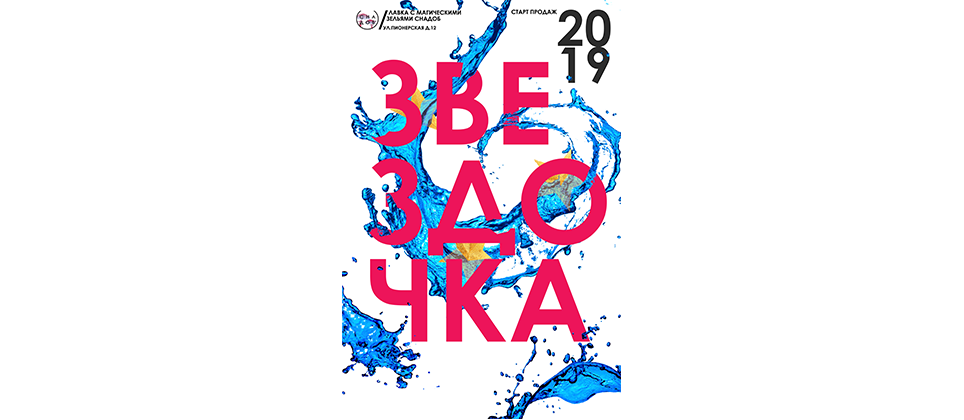 ЛАВКА С МАГИЧЕСКИМИ
ЗЕЛЬЯМИ СНАДОБ
УЛ.ПИОНЕРСКАЯ Д.12
СТАРТ ПРОДАЖ
20
19
ЗВЕ
ЗДО
ЧКА